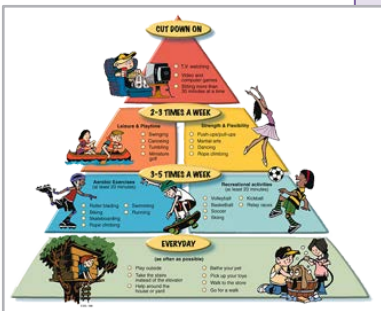 CUT DOWN ON
T.V. watching
Video and
computer games
Sitting more than
30 minutes at a time
2-3 TIMES A WEEK
Leisure & Playtime
Swinging
Canoeing
Tumbling
Miniature
golf
Strength & Flexibility
Push-ups/pull-ups
Martial arts
Dancing
Rope climbing
3-5 TIMES A WEEK
Aerobic Exercises
(at least 20 minutes)
Roller blading
Skiing
Skateboarding
Rope climbing
Swimming
Running
Recreational activities
(at least 20 minutes)
Volleyball
Basketball
Soccer
Skiing
Kickball
Relay races
EVERYDAY
(as often as possible)
Play outside
Take the stairs
instead of the elevator
Help around the
house or yard
Bathe your pet
Pick up your toys
Walk to the store
Go for a walk